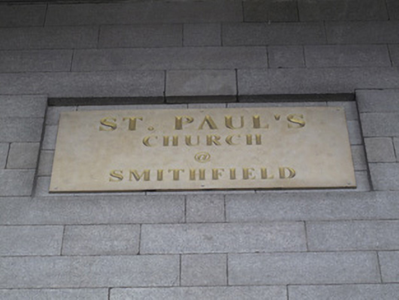 ST. PAUL'S
CHURCH
@
SMITHFIELD